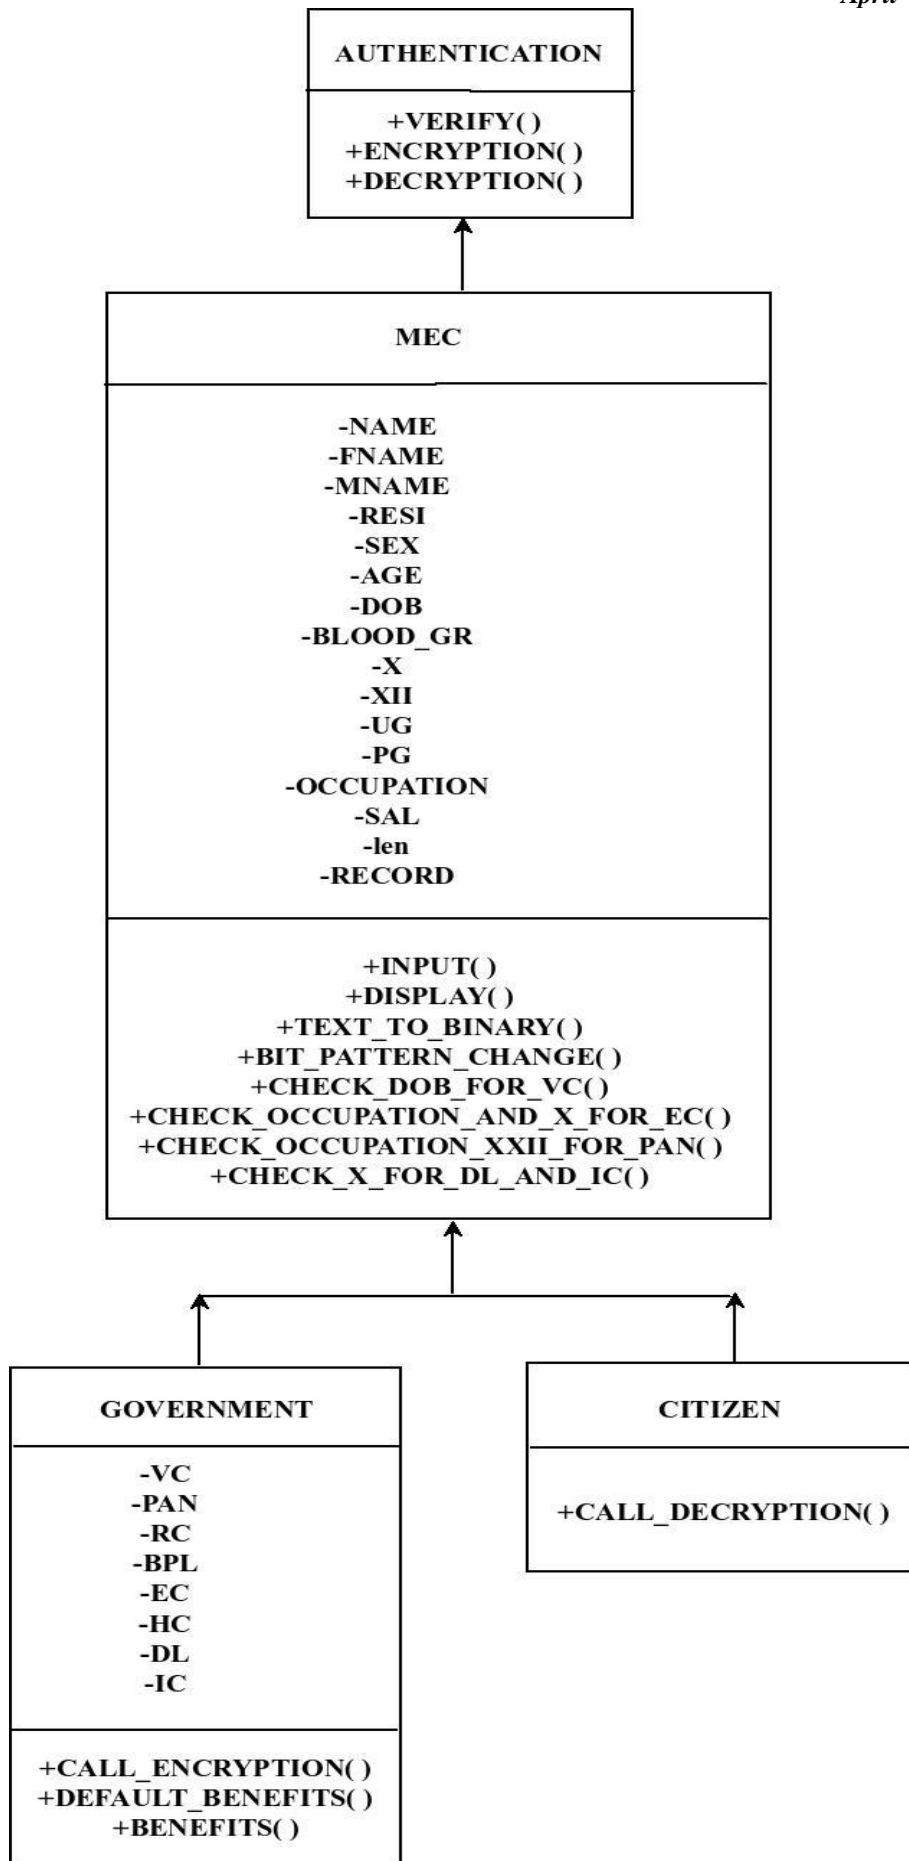 April
AUTHENTICATION
+VERIFY( )
+ENCRYPTION( )
+DECRYPTION( )
MEC
-NAME
-FNAME
-MNAME
-RESI
-SEX
-AGE
-DOB
-BLOOD_GR
-X
-XII
-UG
-PG
-OCCUPATION
-SAL
-len
-RECORD
+INPUT( )
+DISPLAY( )
+TEXT_TO_BINARY( )
+BIT_PATTERN_CHANGE( )
+CHECK_DOB_FOR_VC( )
+CHECK_OCCUPATION_AND_X_FOR_EC( )
+CHECK_OCCUPATION_XXII_FOR_PAN( )
+CHECK_X_FOR_DL_AND_IC( )
GOVERNMENT
-VC
-PAN
-RC
-BPL
-EC
-HC
-DL
-IC
+CALL_ENCRYPTION( )
+DEFAULT_BENEFITS( )
+BENEFITS( )
CITIZEN
+CALL_DECRYPTION( )